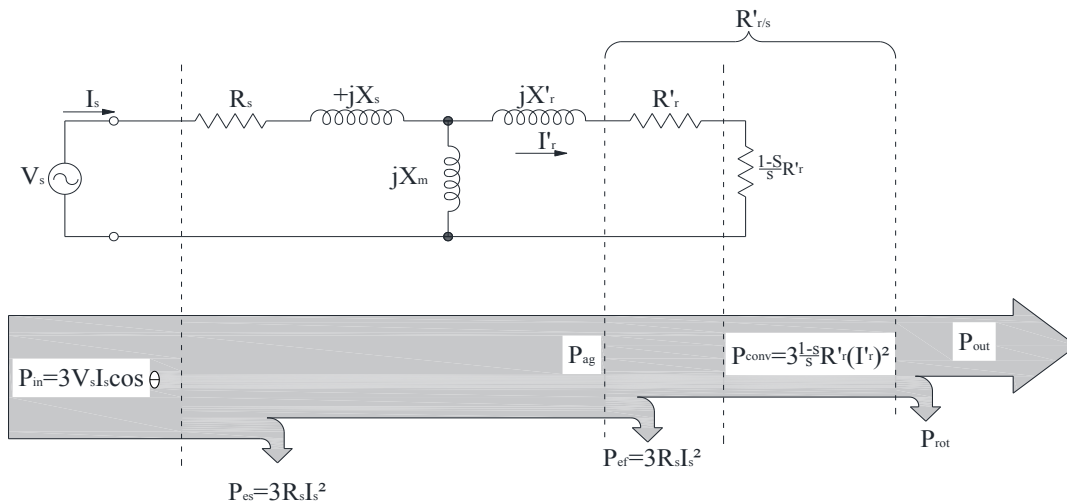 R'r/s
Is
Rs
+jXs
jX'r
R'r
I'r
Vs
jXm
1-S/s R'r
Pin=3VsIscos θ
Pag
Pconv=3 1-s/s R'r(I'r)²
Pout
Pes=3RsIs²
Pef=3RsIs²
Prot